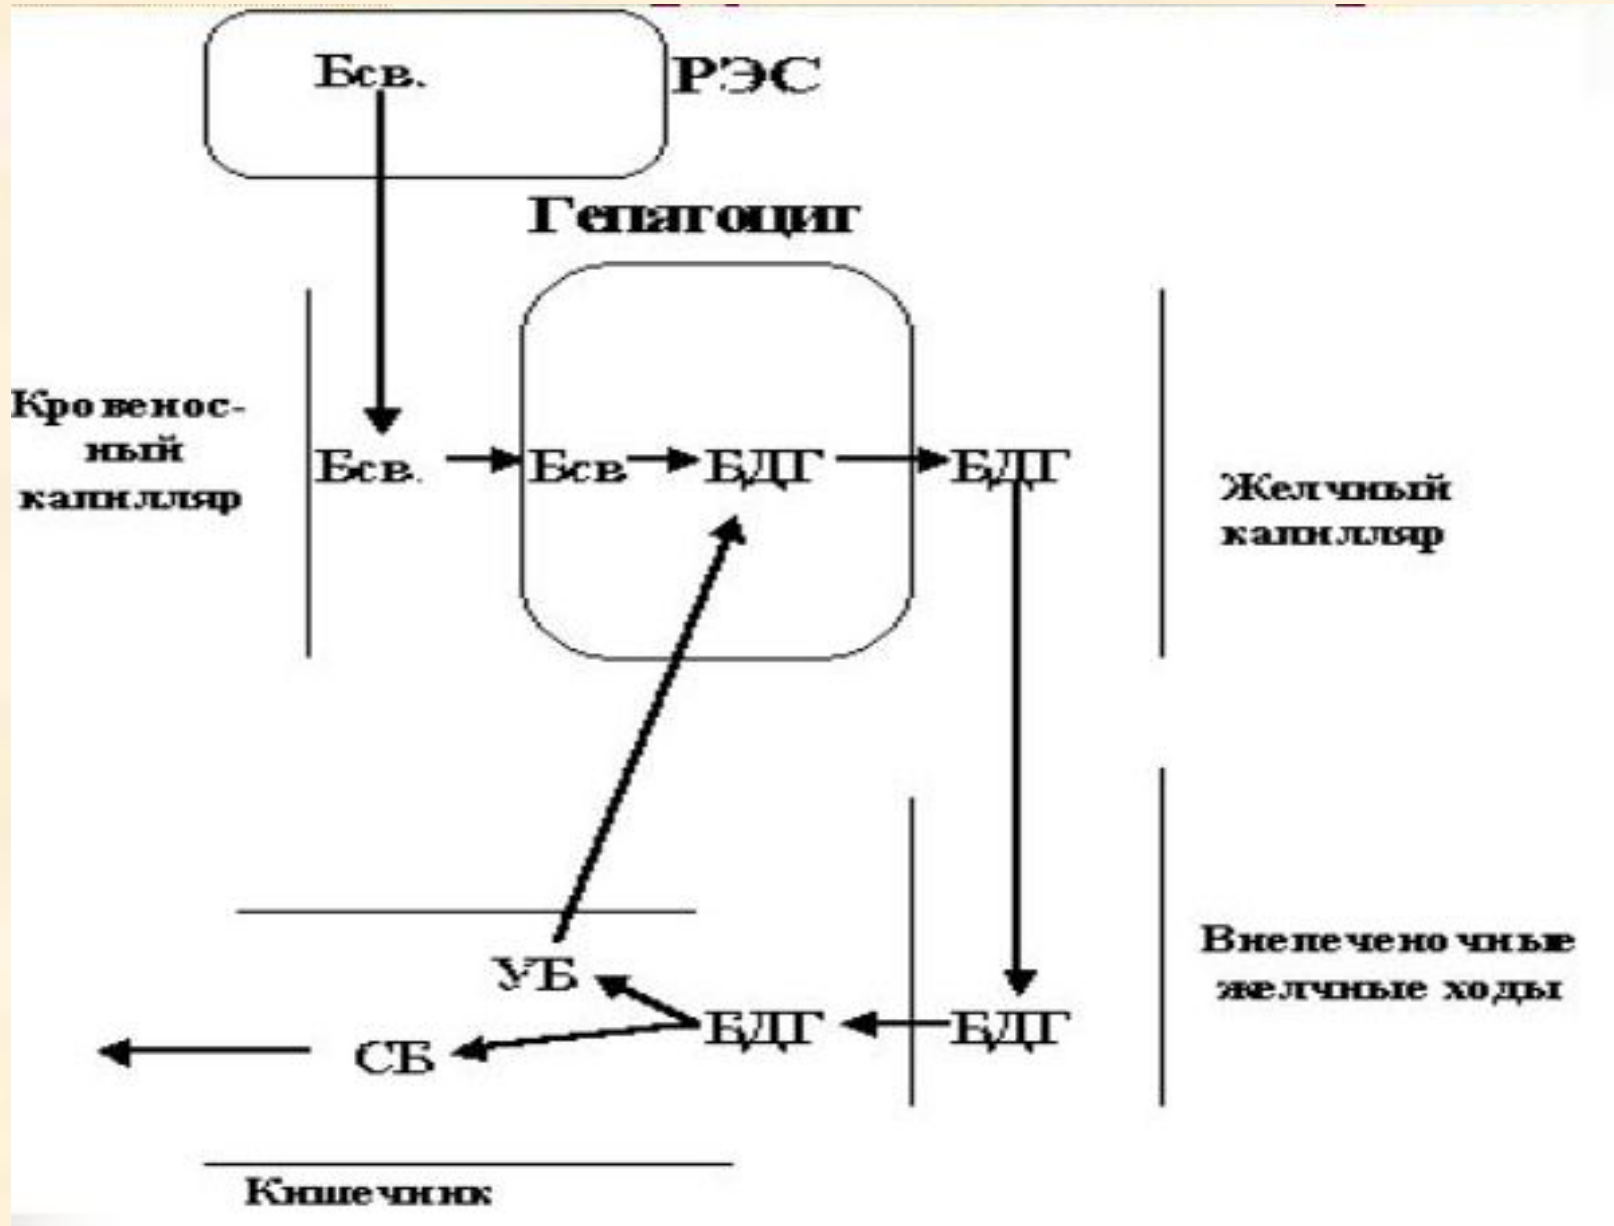 Бсв.
РЭС
Гепатоцит
Кровенос-
ный
капилляр
Бсв.
Бсв
БДГ
БДГ
Желчный
капилляр
УБ
СБ
БДГ
БДГ
Внепеченочные
желчные ходы
Кишечник